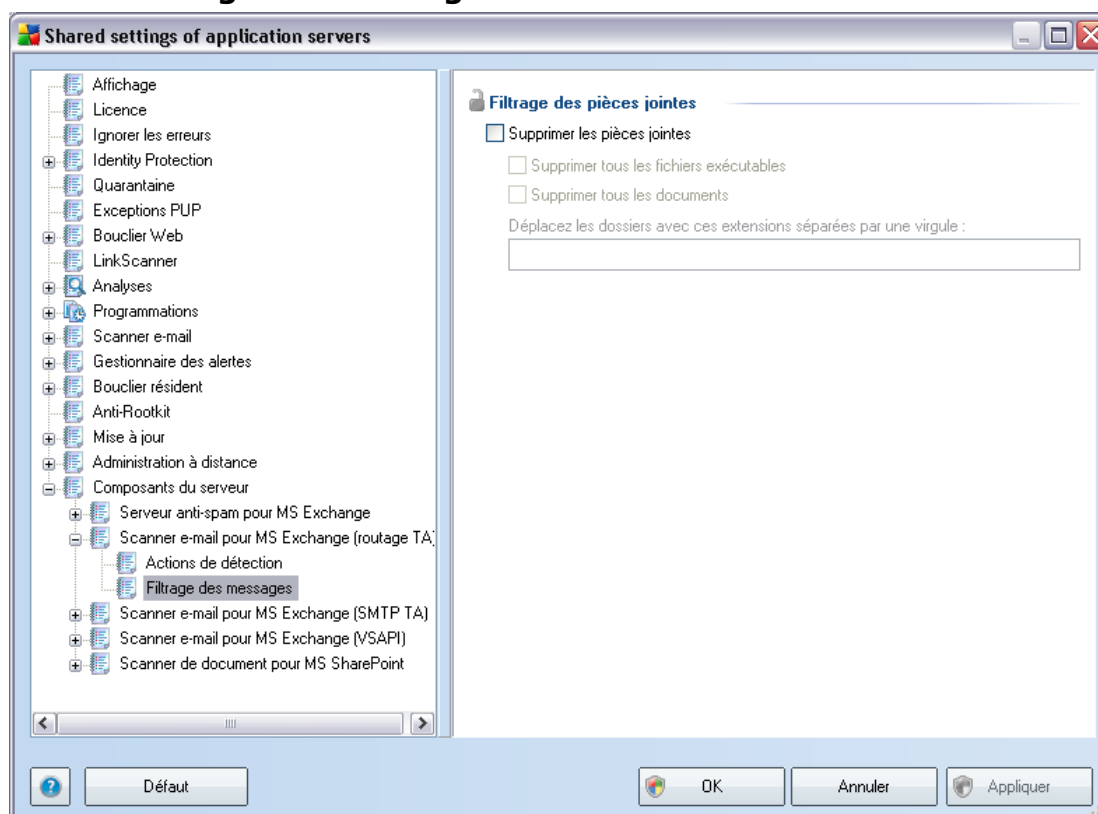 Shared settings of application servers
Affichage
Licence
Ignorer les erreurs
Identity Protection
Quarantaine
Exceptions PUP
Bouclier Web
LinkScanner
Analyses
Programmations
Scanner e-mail
Gestionnaire des alertes
Bouclier résident
Anti-Rootkit
Mise à jour
Administration à distance
Composants du serveur
Serveur anti-spam pour MS Exchange
Scanner e-mail pour MS Exchange (routage TA)
Actions de détection
Filtrage des messages
Scanner e-mail pour MS Exchange (SMTP TA)
Scanner e-mail pour MS Exchange (VSAPI)
Scanner de document pour MS SharePoint
Filtrage des pièces jointes
Supprimer les pièces jointes
Supprimer tous les fichiers exécutables
Supprimer tous les documents
Déplacez les dossiers avec ces extensions séparées par une virgule :
Défaut
OK
Annuler
Appliquer